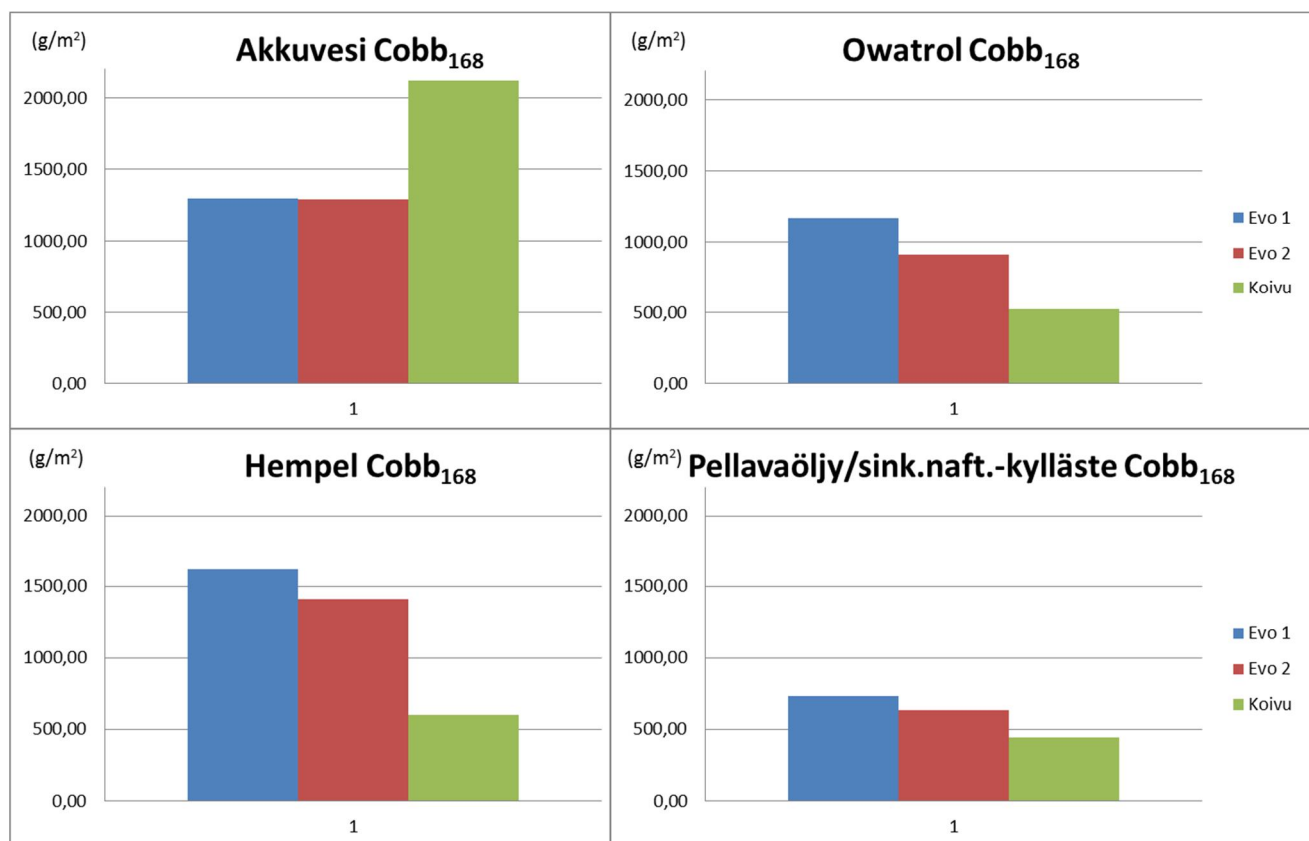 (g/m²)
Akkuvesi Cobb₁₆₈
2000,00
1500,00
1000,00
500,00
0,00
1
(g/m²)
Owatrol Cobb₁₆₈
2000,00
1500,00
1000,00
500,00
0,00
1
Evo 1
Evo 2
Koivu
(g/m²)
Hempel Cobb₁₆₈
2000,00
1500,00
1000,00
500,00
0,00
1
(g/m²)
Pellavaöljy/sink.naft.-kylläste Cobb₁₆₈
2000,00
1500,00
1000,00
500,00
0,00
1
Evo 1
Evo 2
Koivu